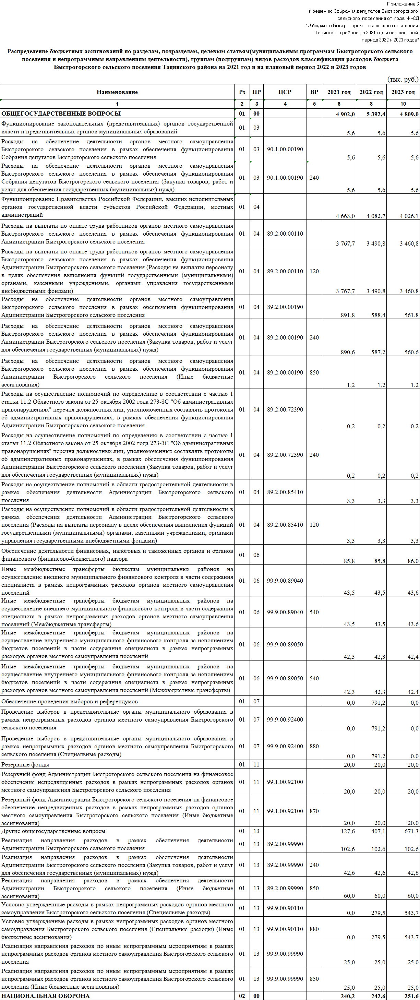 Приложение 6
к решению Собрания депутатов Быстрогорского
сельского поселения от года № -СД
"О бюджете Быстрогорского сельского поселения
Тацинского района на 2021 год и на плановый
период 2022 и 2023 годов"
Распределение бюджетных ассигнований по разделам, подразделам, целевым статьям(муниципальным программам Быстрогорского сельского
поселения и непрограммным направлениям деятельности), группам (подгруппам) видов расходов классификации расходов бюджета
Быстрогорского сельского поселения Тацинского района на 2021 год и на плановый период 2022 и 2023 годов
(тыс. руб.)
Наименование Рз ПР ЦСР ВР 2021 год 2022 год 2023 год
1 2 3 4 5 6 8 10
ОБЩЕГОСУДАРСТВЕННЫЕ ВОПРОСЫ 01 00 4 902,0 5 392,4 4 809,0
Функционирование законодательных (представительных) органов государственной
власти и представительных органов муниципальных образований
01 03 5,6 5,6 5,6
Расходы на обеспечение деятельности органов местного самоуправления
Быстрогорского сельского поселения в рамках обеспечения функционирования
Собрания депутатов Быстрогорского сельского поселения
01 03 90.1.00.00190 5,6 5,6 5,6
Расходы на обеспечение деятельности органов местного самоуправления
Быстрогорского сельского поселения в рамках обеспечения функционирования
Собрания депутатов Быстрогорского сельского поселения (Закупка товаров, работ и
услуг для обеспечения государственных (муниципальных) нужд)
01 03 90.1.00.00190 240 5,6 5,6 5,6
Функционирование Правительства Российской Федерации, высших исполнительных
органов государственной власти субъектов Российской Федерации, местных
администраций
01 04 4 663,0 4 082,7 4 026,1
Расходы на выплаты по оплате труда работников органов местного самоуправления
Быстрогорского сельского поселения в рамках обеспечения функционирования
Администрации Быстрогорского сельского поселения
01 04 89.2.00.00110 3 767,7 3 490,8 3 460,8
Расходы на выплаты по оплате труда работников органов местного самоуправления
Быстрогорского сельского поселения в рамках обеспечения функционирования
Администрации Быстрогорского сельского поселения (Расходы на выплаты персоналу
в целях обеспечения выполнения функций государственными (муниципальными)
органами, казенными учреждениями, органами управления государственными
внебюджетными фондами)
01 04 89.2.00.00110 120 3 767,7 3 490,8 3 460,8
Расходы на обеспечение деятельности органов местного самоуправления
Быстрогорского сельского поселения в рамках обеспечения функционирования
Администрации Быстрогорского сельского поселения
01 04 89.2.00.00190 891,8 588,4 561,8
Расходы на обеспечение деятельности органов местного самоуправления
Быстрогорского сельского поселения в рамках обеспечения функционирования
Администрации Быстрогорского сельского поселения (Закупка товаров, работ и услуг
для обеспечения государственных (муниципальных) нужд)
01 04 89.2.00.00190 240 890,6 587,2 560,6
Расходы на обеспечение деятельности органов местного самоуправления
Быстрогорского сельского поселения в рамках обеспечения функционирования
Администрации Быстрогорского сельского поселения (Иные бюджетные
ассигнования)
01 04 89.2.00.00190 850 1,2 1,2 1,2
Расходы на осуществление полномочий по определению в соответствии с частью 1
статьи 11.2 Областного закона от 25 октября 2002 года 273-ЗС "Об административных
правонарушениях" перечня должностных лиц, уполномоченных составлять протоколы
об административных правонарушениях, в рамках обеспечения функционирования
Администрации Быстрогорского сельского поселения
01 04 89.2.00.72390 0,2 0,2 0,2
Расходы на осуществление полномочий по определению в соответствии с частью 1
статьи 11.2 Областного закона от 25 октября 2002 года 273-ЗС "Об административных
правонарушениях" перечня должностных лиц, уполномоченных составлять протоколы
об административных правонарушениях, в рамках обеспечения функционирования
Администрации Быстрогорского сельского поселения (Закупка товаров, работ и услуг
для обеспечения государственных (муниципальных) нужд)
01 04 89.2.00.72390 240 0,2 0,2 0,2
Расходы на осуществление полномочий в области градостроительной деятельности в
рамках обеспечения деятельности Администрации Быстрогорского сельского
поселения
01 04 89.2.00.85410 3,3 3,3 3,3
Расходы на осуществление полномочий в области градостроительной деятельности в
рамках обеспечения деятельности Администрации Быстрогорского сельского
поселения (Расходы на выплаты персоналу в целях обеспечения выполнения функций
государственными (муниципальными) органами, казенными учреждениями, органами
управления государственными внебюджетными фондами)
01 04 89.2.00.85410 120 3,3 3,3 3,3
Обеспечение деятельности финансовых, налоговых и таможенных органов и органов
финансового (финансово-бюджетного) надзора
01 06 85,8 85,8 86,0
Иные межбюджетные трансферты бюджетам муниципальных районов на
осуществление внешнего муниципального финансового контроля в части содержания
специалиста в рамках непрограммных расходов органов местного самоуправления
поселений
01 06 99.9.00.89040 43,5 43,5 43,6
Иные межбюджетные трансферты бюджетам муниципальных районов на
осуществление внешнего муниципального финансового контроля в части содержания
специалиста в рамках непрограммных расходов органов местного самоуправления
поселений (Межбюджетные трансферты)
01 06 99.9.00.89040 540 43,5 43,5 43,6
Иные межбюджетные трансферты бюджетам муниципальных районов на
осуществление внутреннего муниципального финансового контроля за исполнением
бюджетов поселений в части содержания специалиста в рамках непрограммных
расходов органов местного самоуправления поселений
01 06 99.9.00.89050 42,3 42,3 42,4
Иные межбюджетные трансферты бюджетам муниципальных районов на
осуществление внутреннего муниципального финансового контроля за исполнением
бюджетов поселений в части содержания специалиста в рамках непрограммных
расходов органов местного самоуправления поселений (Межбюджетные трансферты)
01 06 99.9.00.89050 540 42,3 42,3 42,4
Обеспечение проведения выборов и референдумов 01 07 0,0 791,2 0,0
Проведение выборов в представительные органы муниципального образования в
рамках непрограммных расходов органов местного самоуправления Быстрогорского
сельского поселения
01 07 99.9.00.92400 0,0 791,2 0,0
Проведение выборов в представительные органы муниципального образования в
рамках непрограммных расходов органов местного самоуправления Быстрогорского
сельского поселения (Специальные расходы)
01 07 99.9.00.92400 880 0,0 791,2 0,0
Резервные фонды 01 11 20,0 20,0 20,0
Резервный фонд Администрации Быстрогорского сельского поселения на финансовое
обеспечение непредвиденных расходов в рамках непрограммных расходов органов
местного самоуправления Быстрогорского сельского поселения
01 11 99.1.00.92100 20,0 20,0 20,0
Резервный фонд Администрации Быстрогорского сельского поселения на финансовое
обеспечение непредвиденных расходов в рамках непрограммных расходов органов
местного самоуправления Быстрогорского сельского поселения (Иные бюджетные
ассигнования)
01 11 99.1.00.92100 870 20,0 20,0 20,0
Другие общегосударственные вопросы 01 13 127,6 407,1 671,3
Реализация направления расходов в рамках обеспечения деятельности
Администрации Быстрогорского сельского поселения
01 13 89.2.00.99990 102,6 102,6 102,6
Реализация направления расходов в рамках обеспечения деятельности
Администрации Быстрогорского сельского поселения (Закупка товаров, работ и услуг
для обеспечения государственных (муниципальных) нужд)
01 13 89.2.00.99990 240 42,6 42,6 42,6
Реализация направления расходов в рамках обеспечения деятельности
Администрации Быстрогорского сельского поселения (Иные бюджетные
ассигнования)
01 13 89.2.00.99990 850 60,0 60,0 60,0
Условно утвержденные расходы в рамках непрограммных расходов органов местного
самоуправления Быстрогорского сельского поселения (Специальные расходы)
01 13 99.9.00.90110 0,0 279,5 543,7
Условно утвержденные расходы в рамках непрограммных расходов органов местного
самоуправления Быстрогорского сельского поселения (Специальные расходы) (Иные
бюджетные ассигнования)
01 13 99.9.00.90110 880 0,0 279,5 543,7
Реализация направления расходов по иным непрограммным мероприятиям в рамках
непрограммных расходов органов местного самоуправления Быстрогорского сельского
поселения
01 13 99.9.00.99990 25,0 25,0 25,0
Реализация направления расходов по иным непрограммным мероприятиям в рамках
непрограммных расходов органов местного самоуправления Быстрогорского сельского
поселения (Иные бюджетные ассигнования)
01 13 99.9.00.99990 850 25,0 25,0 25,0
НАЦИОНАЛЬНАЯ ОБОРОНА 02 00 240,2 242,6 251,6